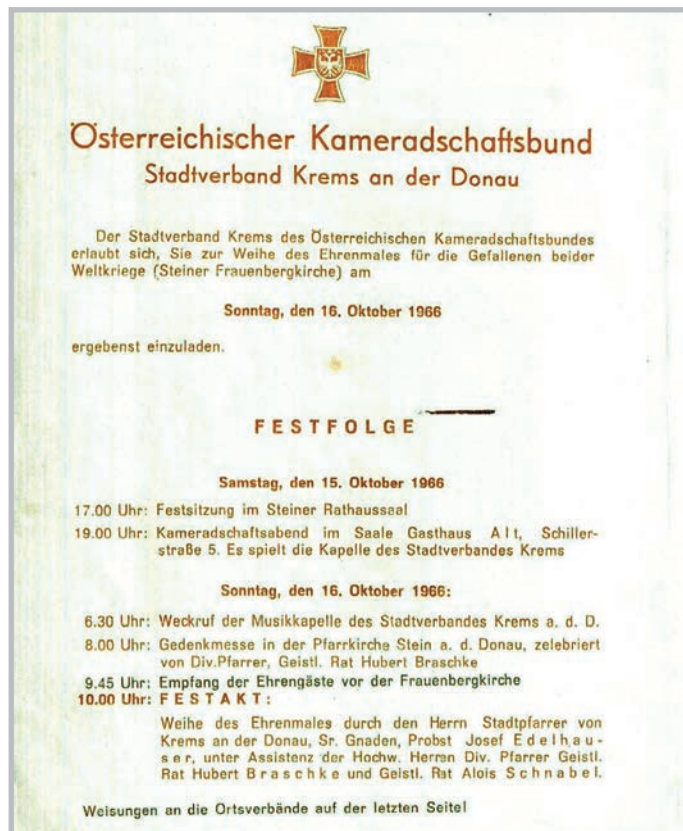 Österreichischer Kameradschaftsbund
Stadtverband Krems an der Donau
Der Stadtverband Krems des Österreichischen Kameradschaftsbundes
erlaubt sich, Sie zur Weihe des Ehrenmales für die Gefallenen beider
Weltkriege (Steiner Frauenbergkirche) am
Sonntag, den 16. Oktober 1966
ergebenst einzuladen.
FESTFOLGE
Samstag, den 15. Oktober 1966
17.00 Uhr: Festsitzung im Steiner Rathaussaal
19.00 Uhr: Kameradschaftsabend im Saale Gasthaus Alt, Schiller-
straße 5. Es spielt die Kapelle des Stadtverbandes Krems
Sonntag, den 16. Oktober 1966:
6.30 Uhr: Weckruf der Musikkapelle des Stadtverbandes Krems a. d. D.
8.00 Uhr: Gedenkmesse in der Pfarrkirche Stein a. d. Donau, zelebriert
von Div.Pfarrer, Geistl. Rat Hubert Braschke
9.45 Uhr: Empfang der Ehrengäste vor der Frauenbergkirche
10.00 Uhr: FESTAKT:
Weihe des Ehrenmales durch den Herrn Stadtpfarrer von
Krems an der Donau, Sr. Gnaden, Probst Josef Edelhau-
ser, unter Assistenz der Hochw. Herren Div. Pfarrer Geistl.
Rat Hubert Braschke und Geistl. Rat Alois Schnabel.
Weisungen an die Ortsverbände auf der letzten Seite!